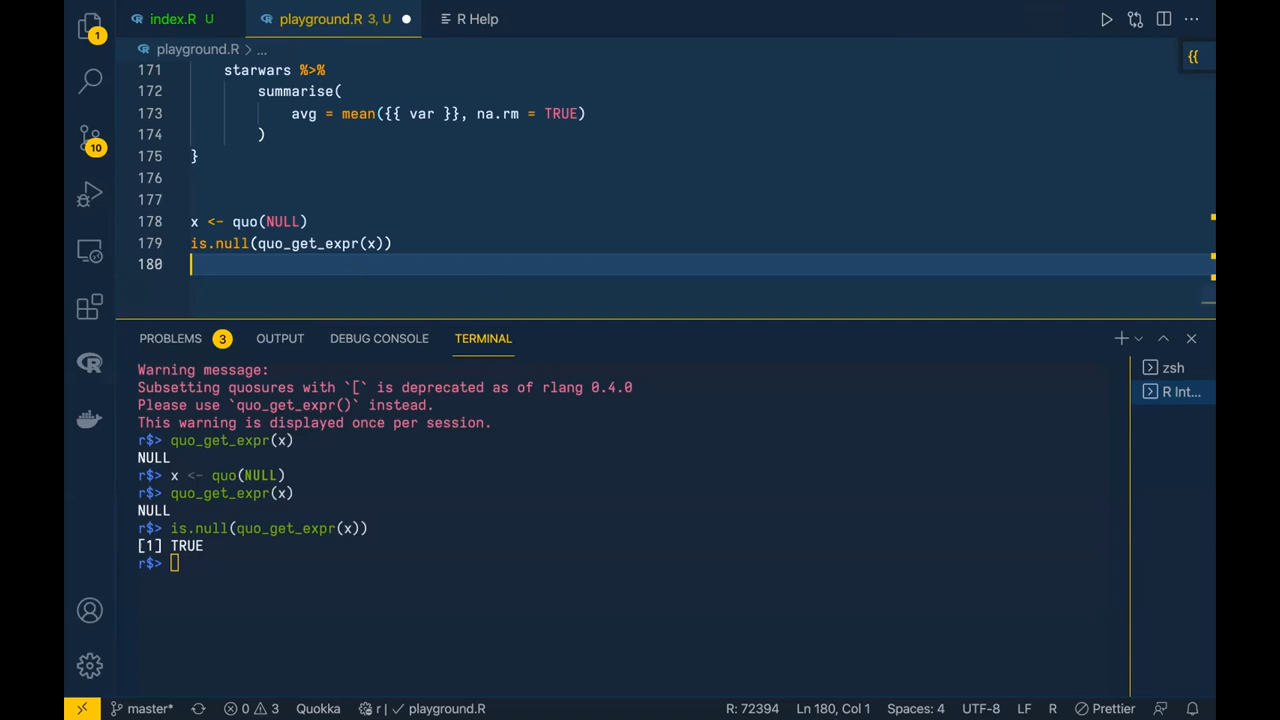 1
index.R U
playground.R 3, U
R Help
playground.R > ...
{{
171 starwars %>%
172 summarise(
173 avg = mean({{ var }}, na.rm = TRUE)
174 )
175 }
176
177
178 x <- quo(NULL)
179 is.null(quo_get_expr(x))
180
10
PROBLEMS 3 OUTPUT DEBUG CONSOLE TERMINAL
Warning message:
Subsetting quosures with `[` is deprecated as of rlang 0.4.0
Please use `quo_get_expr()` instead.
This warning is displayed once per session.
r$> quo_get_expr(x)
NULL
r$> x <- quo(NULL)
r$> quo_get_expr(x)
NULL
r$> is.null(quo_get_expr(x))
[1] TRUE
r$>
zsh
R Int...
master* 0 3 Quokka r | ✓ playground.R R: 72394 Ln 180, Col 1 Spaces: 4 UTF-8 LF R Prettier